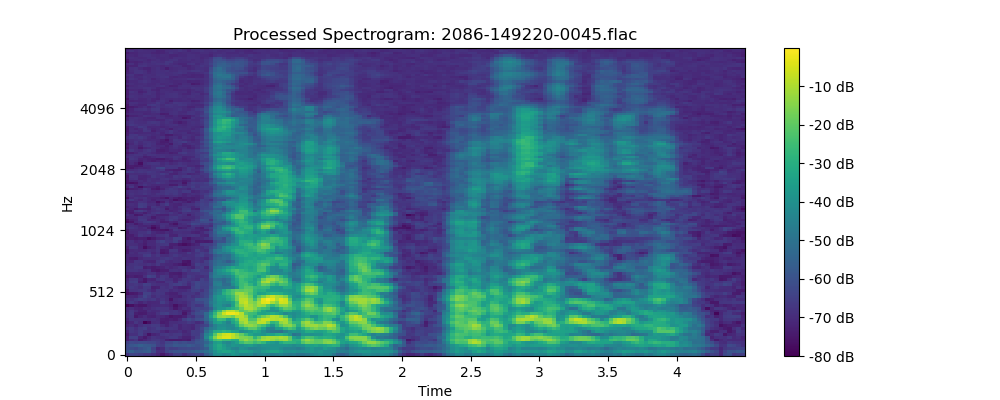 Processed Spectrogram: 2086-149220-0045.flac
Hz
4096
2048
1024
512
0
0 0.5 1 1.5 2 2.5 3 3.5 4
Time
-10 dB
-20 dB
-30 dB
-40 dB
-50 dB
-60 dB
-70 dB
-80 dB